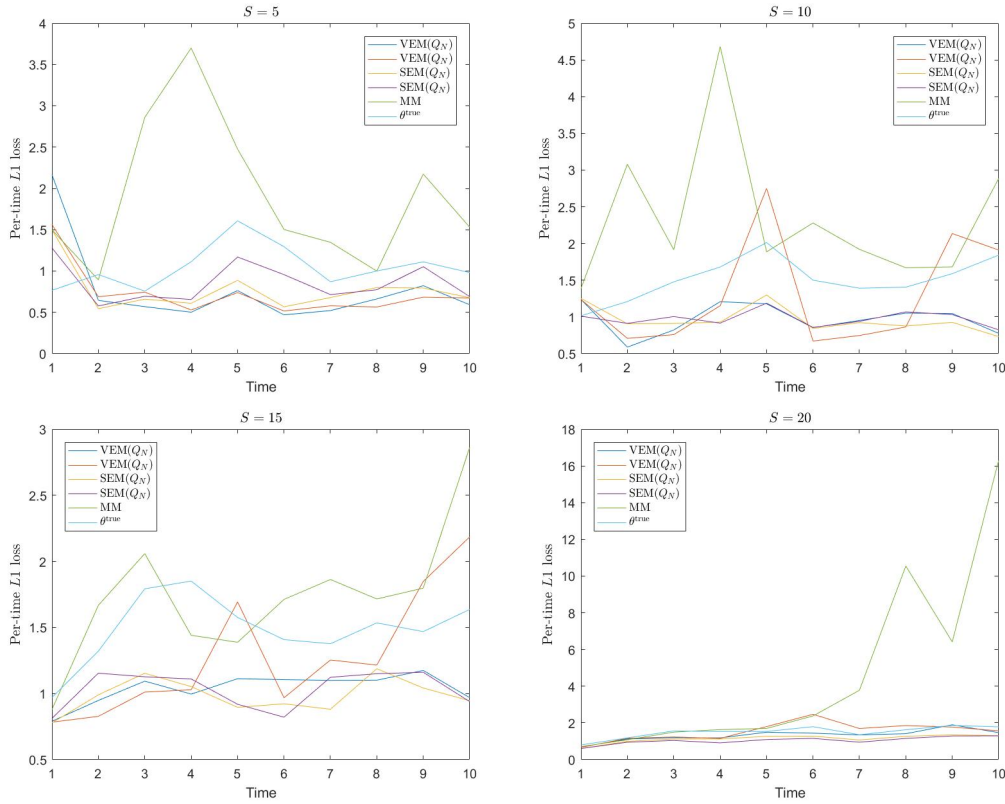 S = 5
Per-time L1 loss
4
3.5
3
2.5
2
1.5
1
0.5
0
VEM(Q_N)
VEM(Q_N)
SEM(Q_N)
SEM(Q_N)
MM
θ^true
1 2 3 4 5 6 7 8 9 10
Time
S = 10
Per-time L1 loss
5
4.5
4
3.5
3
2.5
2
1.5
1
0.5
VEM(Q_N)
VEM(Q_N)
SEM(Q_N)
SEM(Q_N)
MM
θ^true
1 2 3 4 5 6 7 8 9 10
Time
S = 15
Per-time L1 loss
3
2.5
2
1.5
1
0.5
VEM(Q_N)
VEM(Q_N)
SEM(Q_N)
SEM(Q_N)
MM
θ^true
1 2 3 4 5 6 7 8 9 10
Time
S = 20
Per-time L1 loss
18
16
14
12
10
8
6
4
2
0
VEM(Q_N)
VEM(Q_N)
SEM(Q_N)
SEM(Q_N)
MM
θ^true
1 2 3 4 5 6 7 8 9 10
Time